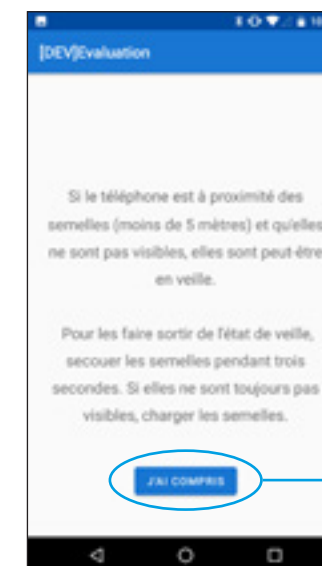 [DEV]Evaluation
Si le téléphone est à proximité des
semelles (moins de 5 mètres) et qu'elles
ne sont pas visibles, elles sont peut-être
en veille.
Pour les faire sortir de l'état de veille,
secouer les semelles pendant trois
secondes. Si elles ne sont toujours pas
visibles, charger les semelles.
J'AI COMPRIS